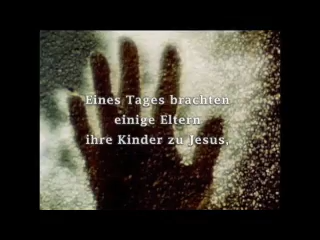 Eines Tages brachten
einige Eltern
ihre Kinder zu Jesus,